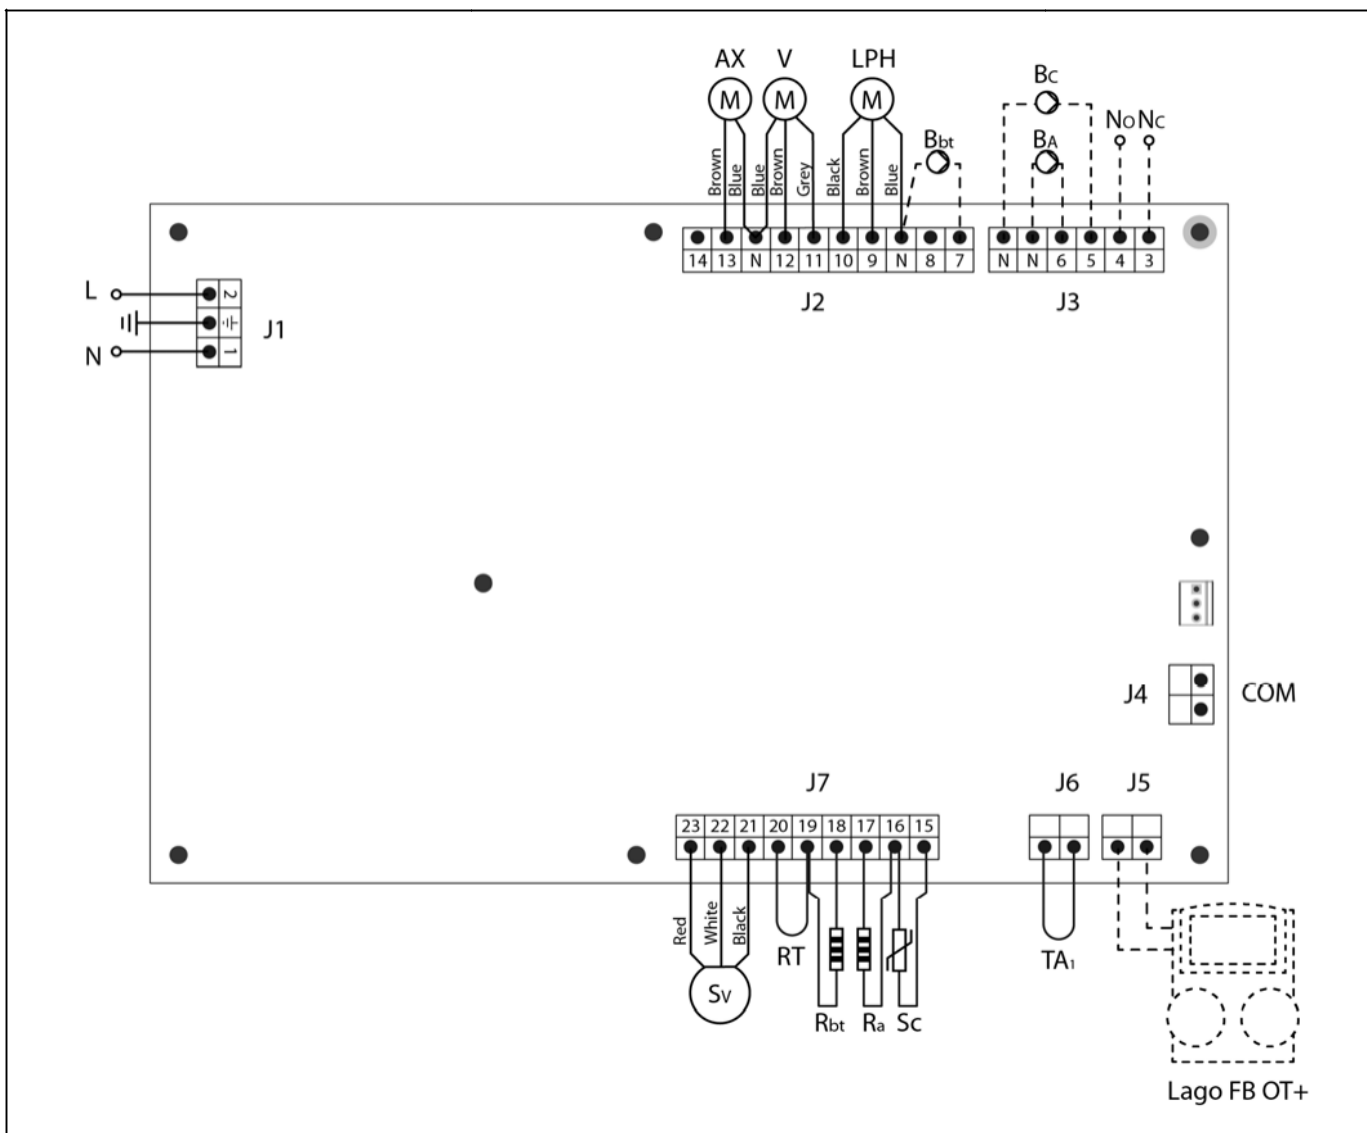 AX V LPH
M M M
Bc
Bbt
BA
No Nc
Brown Blue Blue Brown Grey Black Brown Blue
14 13 N 12 11 10 9 N 8 7
N N 6 5 4 3
J2 J3
L 2
J1
N 1
J4 COM
J7 J6 J5
23 22 21 20 19 18 17 16 15
Red White Black
RT
TA1
Sv
Rbt Ra Sc
Lago FB OT+